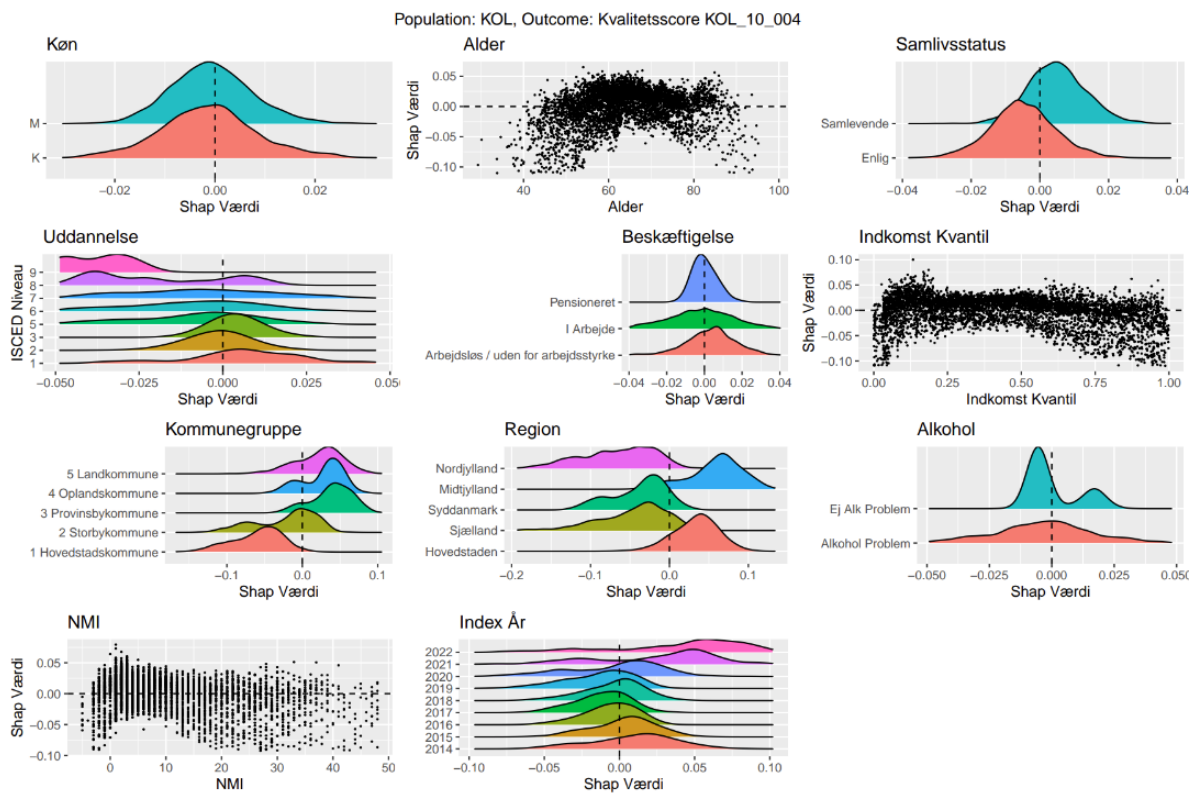 Population: KOL, Outcome: Kvalitetsscore KOL_10_004
Køn
M
K
−0.02 0.00 0.02
Shap Værdi
Alder
Shap Værdi
0.05
0.00
−0.05
−0.10
40 60 80 100
Alder
Samlivsstatus
Samlevende
Enlig
−0.04 −0.02 0.00 0.02 0.04
Shap Værdi
Uddannelse
ISCED Niveau
9
8
7
6
5
3
2
1
−0.050 −0.025 0.000 0.025 0.050
Shap Værdi
Beskæftigelse
Pensioneret
I Arbejde
Arbejdsløs / uden for arbejdsstyrke
−0.04 −0.02 0.00 0.02 0.04
Shap Værdi
Indkomst Kvantil
Shap Værdi
0.10
0.05
0.00
−0.05
−0.10
0.00 0.25 0.50 0.75 1.00
Indkomst Kvantil
Kommunegruppe
5 Landkommune
4 Oplandskommune
3 Provinsbykommune
2 Storbykommune
1 Hovedstadskommune
−0.1 0.0 0.1
Shap Værdi
Region
Nordjylland
Midtjylland
Syddanmark
Sjælland
Hovedstaden
−0.2 −0.1 0.0 0.1
Shap Værdi
Alkohol
Ej Alk Problem
Alkohol Problem
−0.050 −0.025 0.000 0.025 0.050
Shap Værdi
NMI
Shap Værdi
0.05
0.00
−0.05
−0.10
0 10 20 30 40 50
NMI
Index År
2022
2021
2020
2019
2018
2017
2016
2015
2014
−0.10 −0.05 0.00 0.05 0.10
Shap Værdi